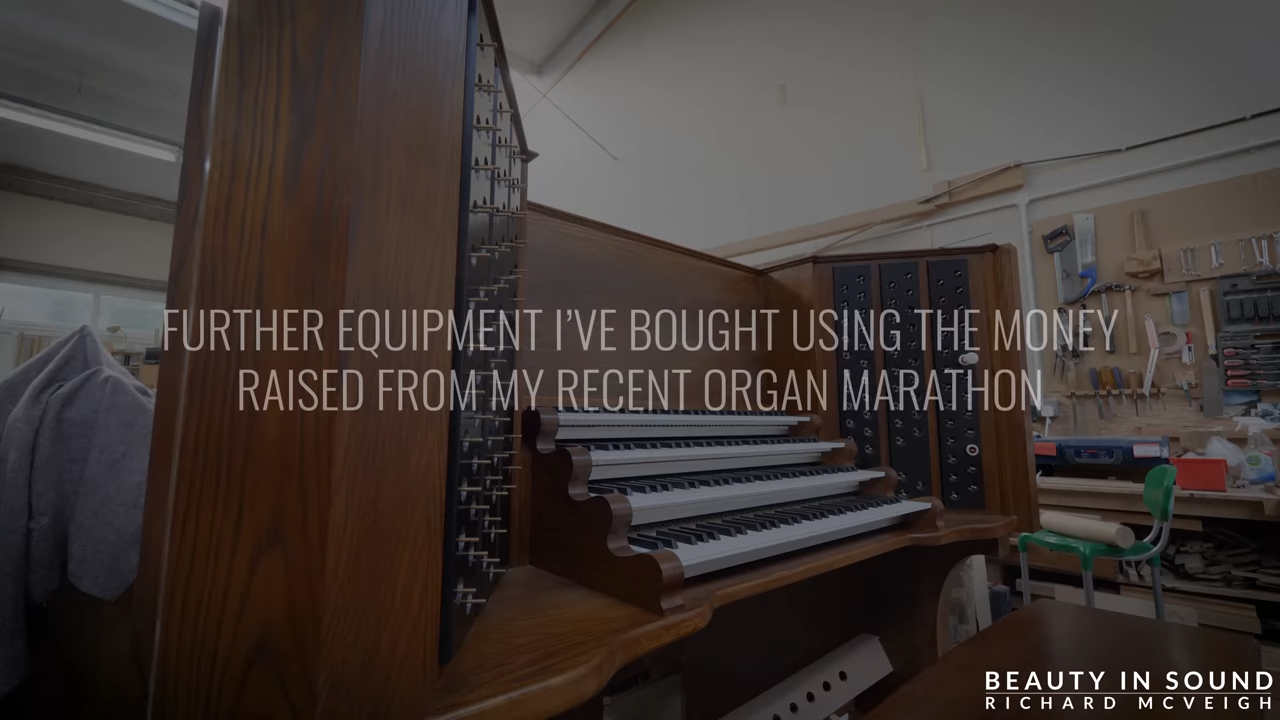 FURTHER EQUIPMENT I’VE BOUGHT USING THE MONEY
RAISED FROM MY RECENT ORGAN MARATHON
BEAUTY IN SOUND
RICHARD MCVEIGH